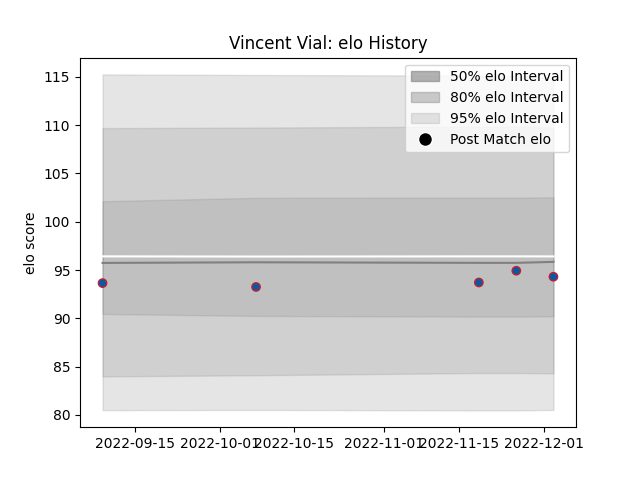 Vincent Vial: elo History
115
110
105
100
95
90
85
80
elo score
50% elo Interval
80% elo Interval
95% elo Interval
Post Match elo
2022-09-15
2022-10-01
2022-10-15
2022-11-01
2022-11-15
2022-12-01